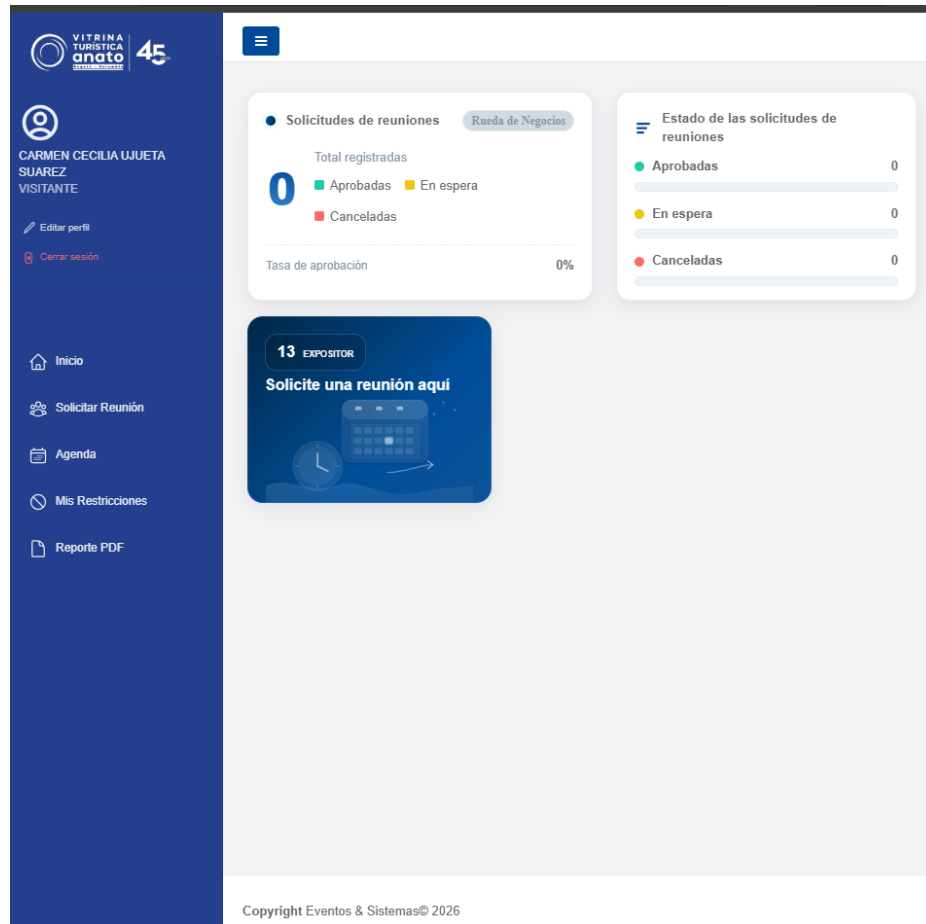 VITRINA
TURÍSTICA
anato
45
CARMEN CECILIA UJUETA
SUAREZ
VISITANTE
Editar perfil
Cerrar sesión
Inicio
Solicitar Reunión
Agenda
Mis Restricciones
Reporte PDF
Solicitudes de reuniones
Rueda de Negocios
Total registradas
0
Aprobadas
En espera
Canceladas
Tasa de aprobación
0%
Estado de las solicitudes de
reuniones
Aprobadas
0
En espera
0
Canceladas
0
13 EXPOSITOR
Solicite una reunión aquí
Copyright Eventos & Sistemas© 2026